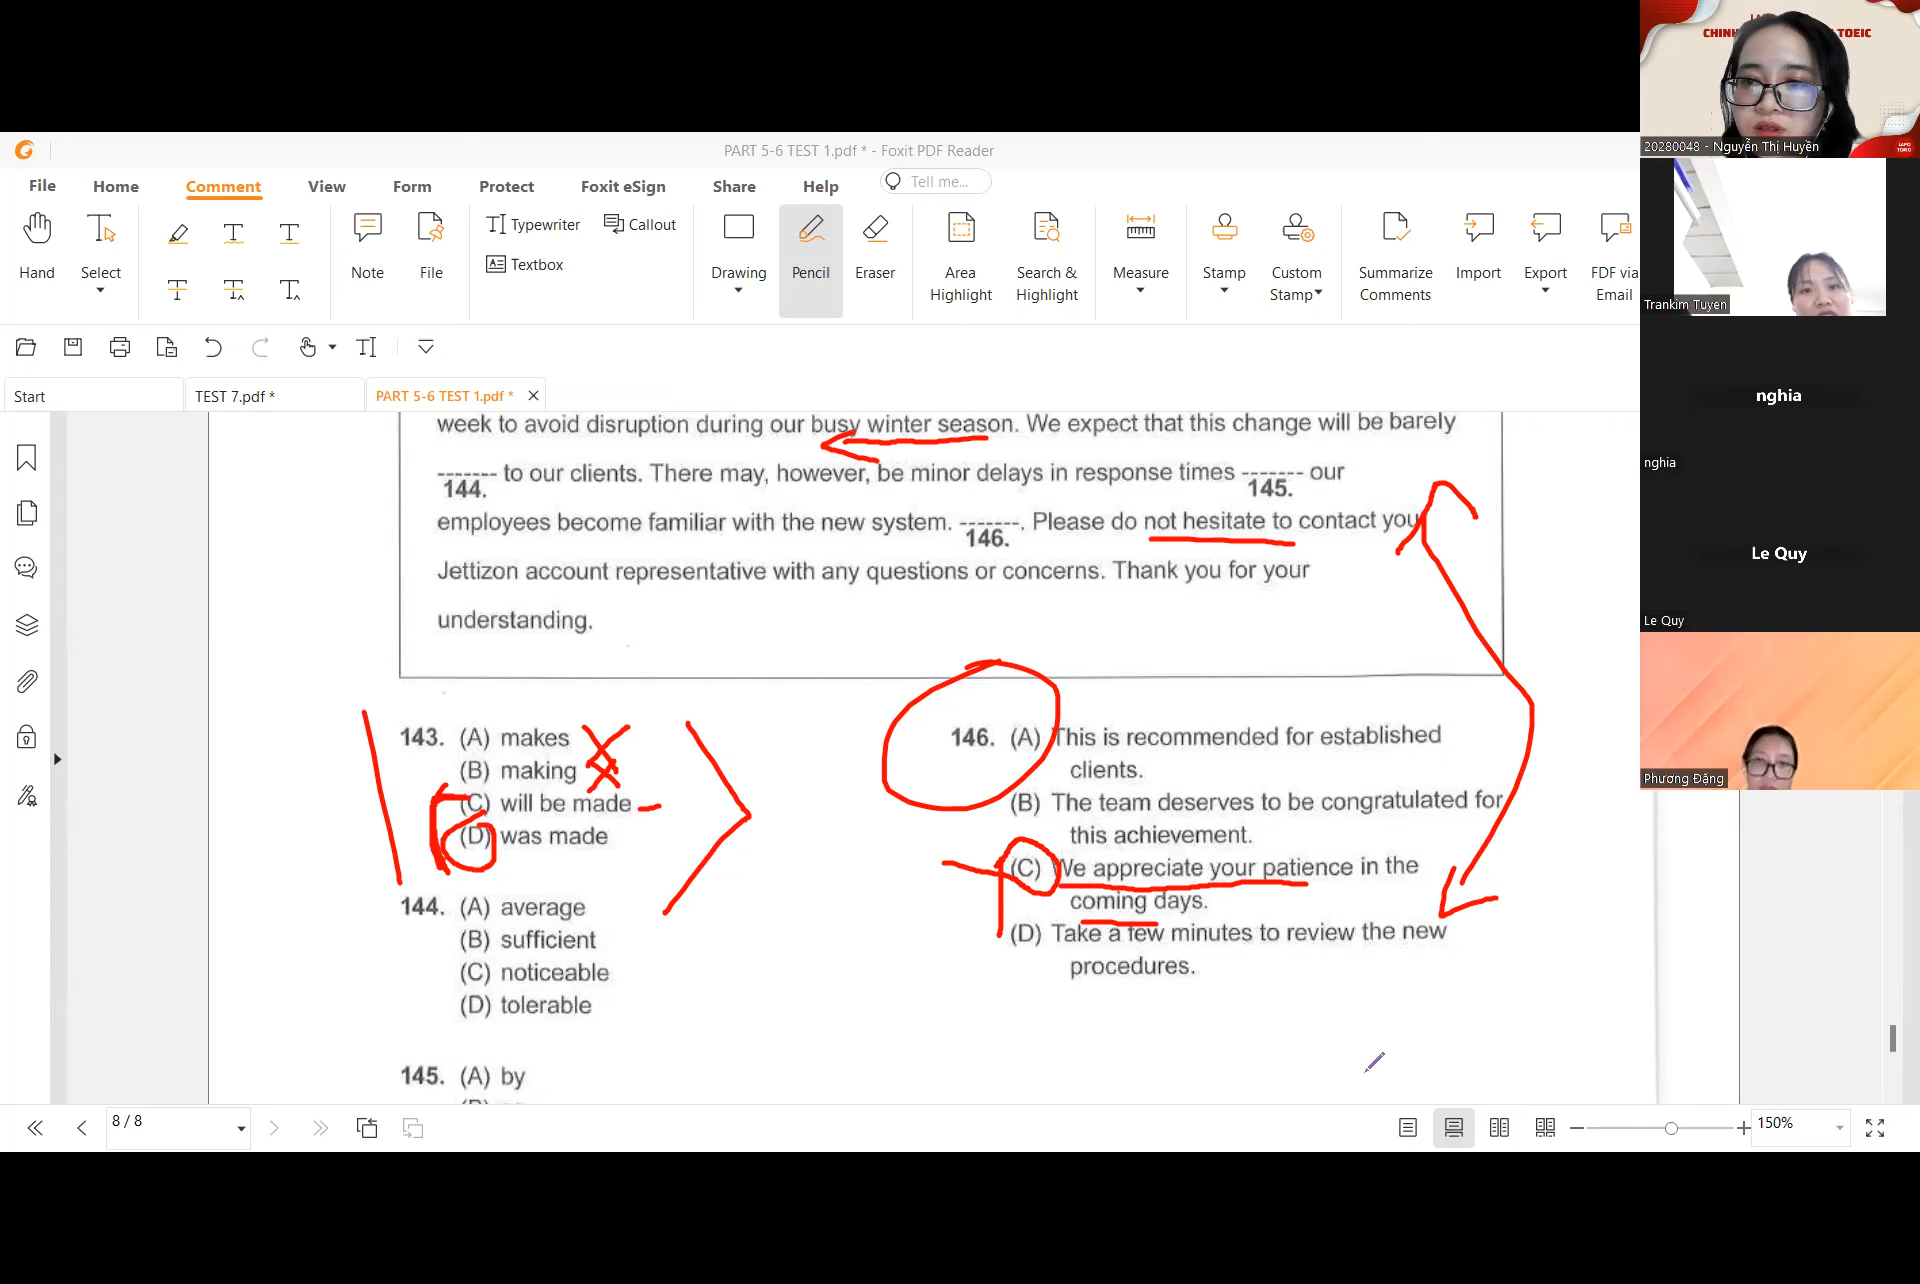 PART 5-6 TEST 1.pdf * - Foxit PDF Reader
File Home Comment View Form Protect Foxit eSign Share Help Tell me...
Hand
Select
Note
File
Typewriter
Callout
Textbox
Drawing
Pencil
Eraser
Area Highlight
Search & Highlight
Measure
Stamp
Custom Stamp
Summarize Comments
Import
Export
FDF via Email
Start
TEST 7.pdf *
PART 5-6 TEST 1.pdf *
week to avoid disruption during our busy winter season. We expect that this change will be barely
------- to our clients. There may, however, be minor delays in response times ------- our
144. 145.
employees become familiar with the new system. -------. Please do not hesitate to contact you
146.
Jettizon account representative with any questions or concerns. Thank you for your
understanding.
143. (A) makes
(B) making
(C) will be made
(D) was made
144. (A) average
(B) sufficient
(C) noticeable
(D) tolerable
145. (A) by
146. (A) This is recommended for established
clients.
(B) The team deserves to be congratulated for
this achievement.
(C) We appreciate your patience in the
coming days.
(D) Take a few minutes to review the new
procedures.
8 / 8
150%
TOEIC
20280048 - Nguyễn Thị Huyền
Trankim Tuyen
nghia
nghia
Le Quy
Le Quy
Phương Đặng